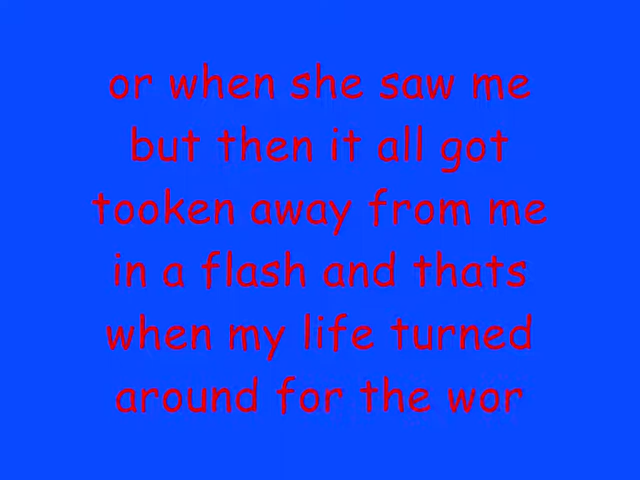 or when she saw me
but then it all got
tooken away from me
in a flash and thats
when my life turned
around for the wor